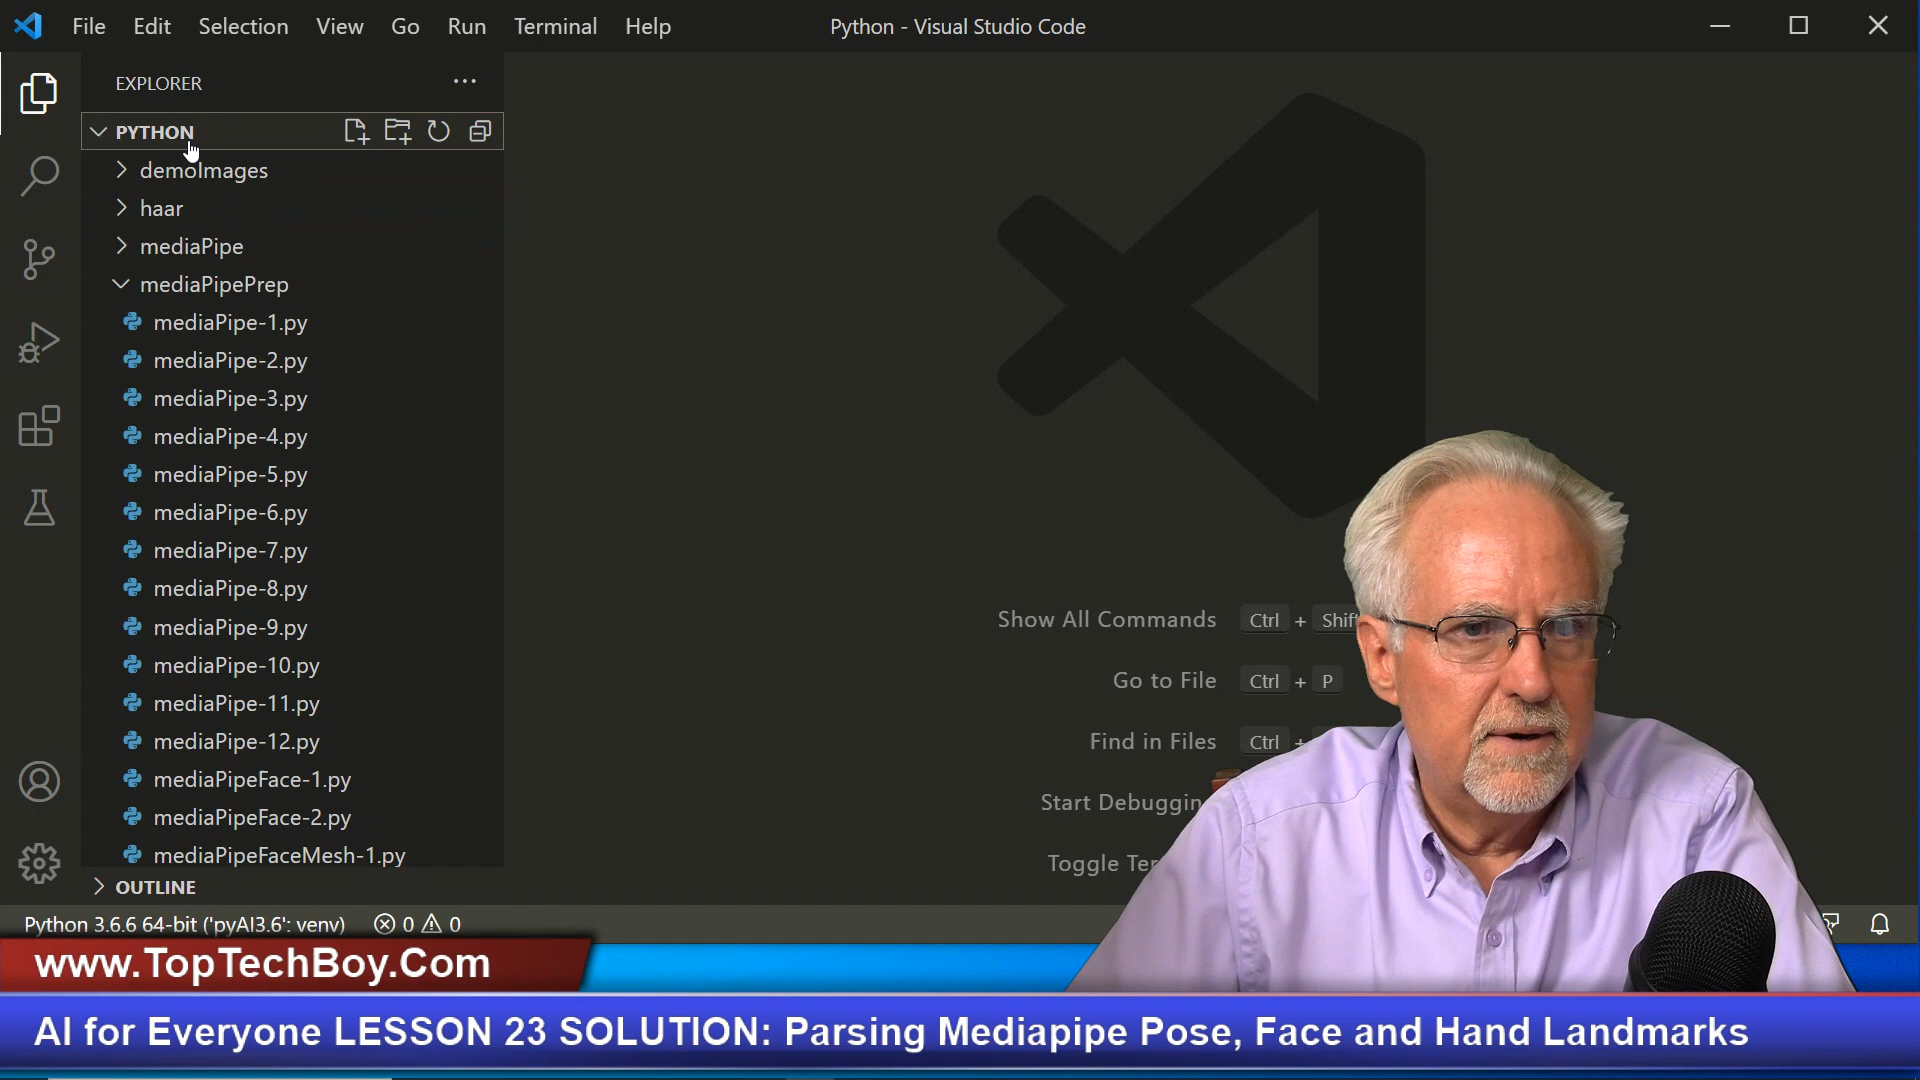 File Edit Selection View Go Run Terminal Help
Python - Visual Studio Code
EXPLORER
PYTHON
demoImages
haar
mediaPipe
mediaPipePrep
mediaPipe-1.py
mediaPipe-2.py
mediaPipe-3.py
mediaPipe-4.py
mediaPipe-5.py
mediaPipe-6.py
mediaPipe-7.py
mediaPipe-8.py
mediaPipe-9.py
mediaPipe-10.py
mediaPipe-11.py
mediaPipe-12.py
mediaPipeFace-1.py
mediaPipeFace-2.py
mediaPipeFaceMesh-1.py
OUTLINE
Show All Commands Ctrl + Shift
Go to File Ctrl + P
Find in Files Ctrl +
Start Debuggin
Toggle Ter
Python 3.6.6 64-bit ('pyAI3.6': venv) 0 0
www.TopTechBoy.Com
AI for Everyone LESSON 23 SOLUTION: Parsing Mediapipe Pose, Face and Hand Landmarks